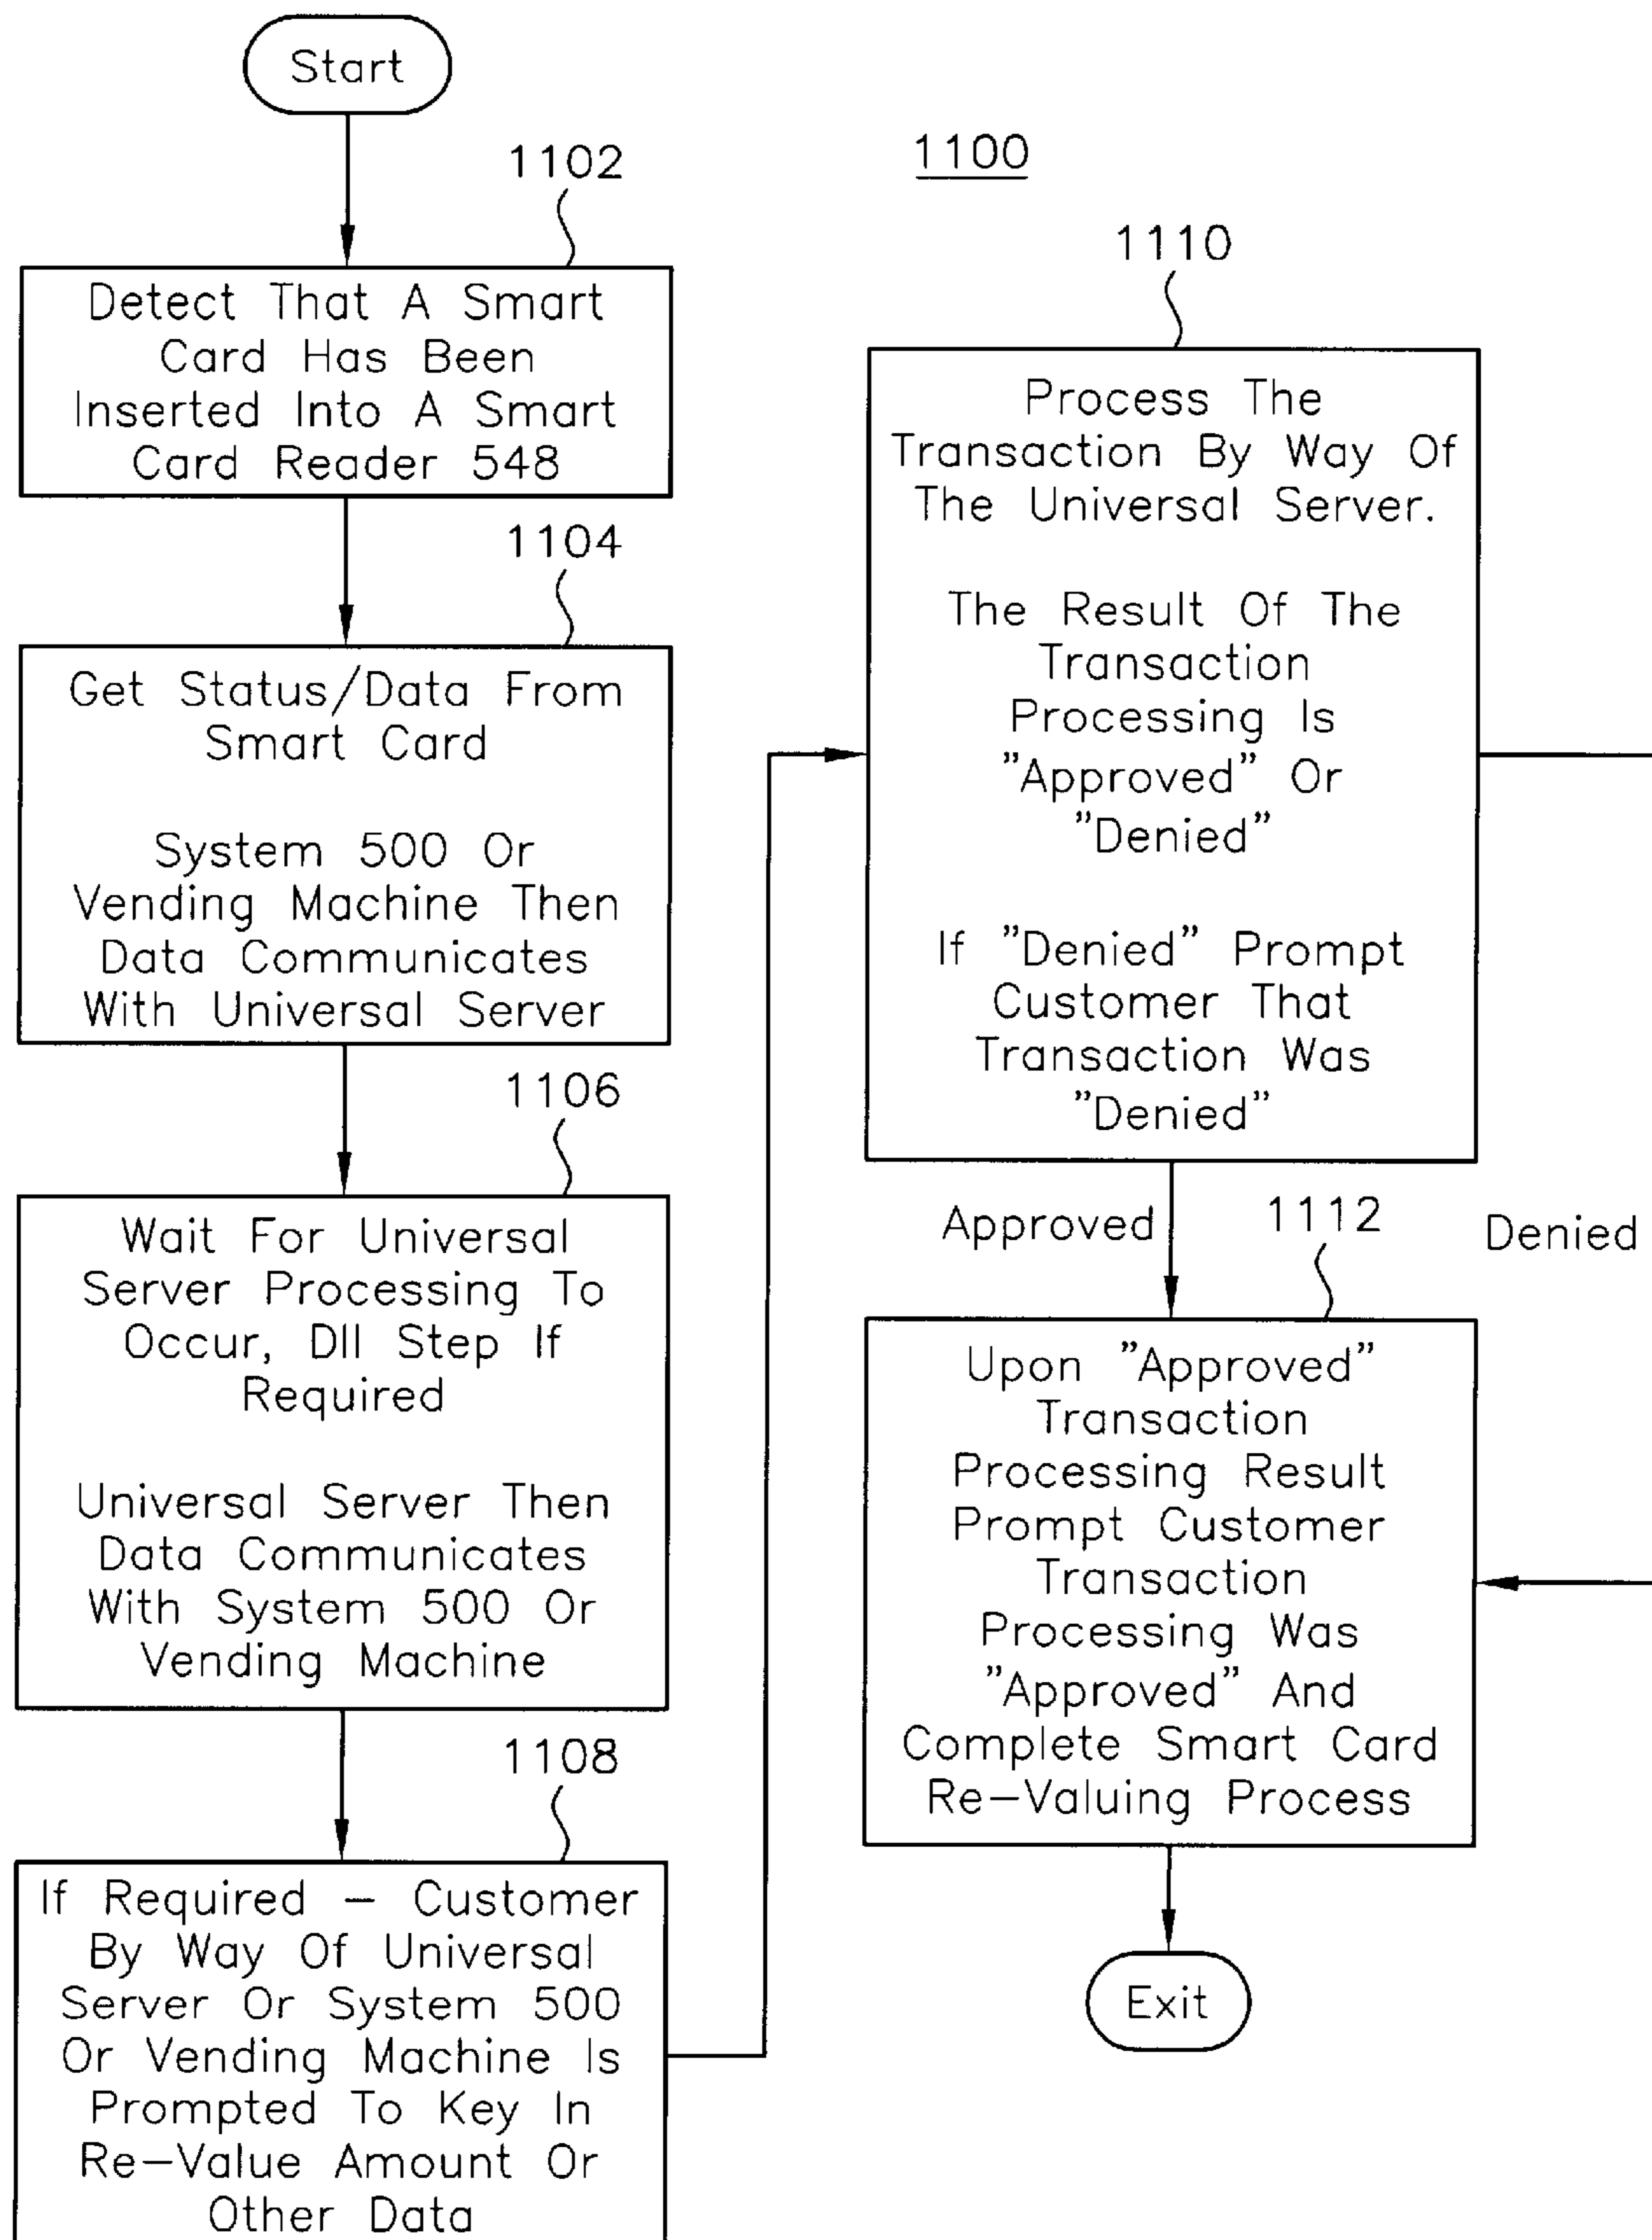 Start
1102
Detect That A Smart
Card Has Been
Inserted Into A Smart
Card Reader 548
1104
Get Status/Data From
Smart Card
System 500 Or
Vending Machine Then
Data Communicates
With Universal Server
1106
Wait For Universal
Server Processing To
Occur, Dll Step If
Required
Universal Server Then
Data Communicates
With System 500 Or
Vending Machine
1108
If Required – Customer
By Way Of Universal
Server Or System 500
Or Vending Machine Is
Prompted To Key In
Re–Value Amount Or
Other Data
1100
1110
Process The
Transaction By Way Of
The Universal Server.
The Result Of The
Transaction
Processing Is
"Approved" Or
"Denied"
If "Denied" Prompt
Customer That
Transaction Was
"Denied"
Approved
1112
Denied
Upon "Approved"
Transaction
Processing Result
Prompt Customer
Transaction
Processing Was
"Approved" And
Complete Smart Card
Re–Valuing Process
Exit